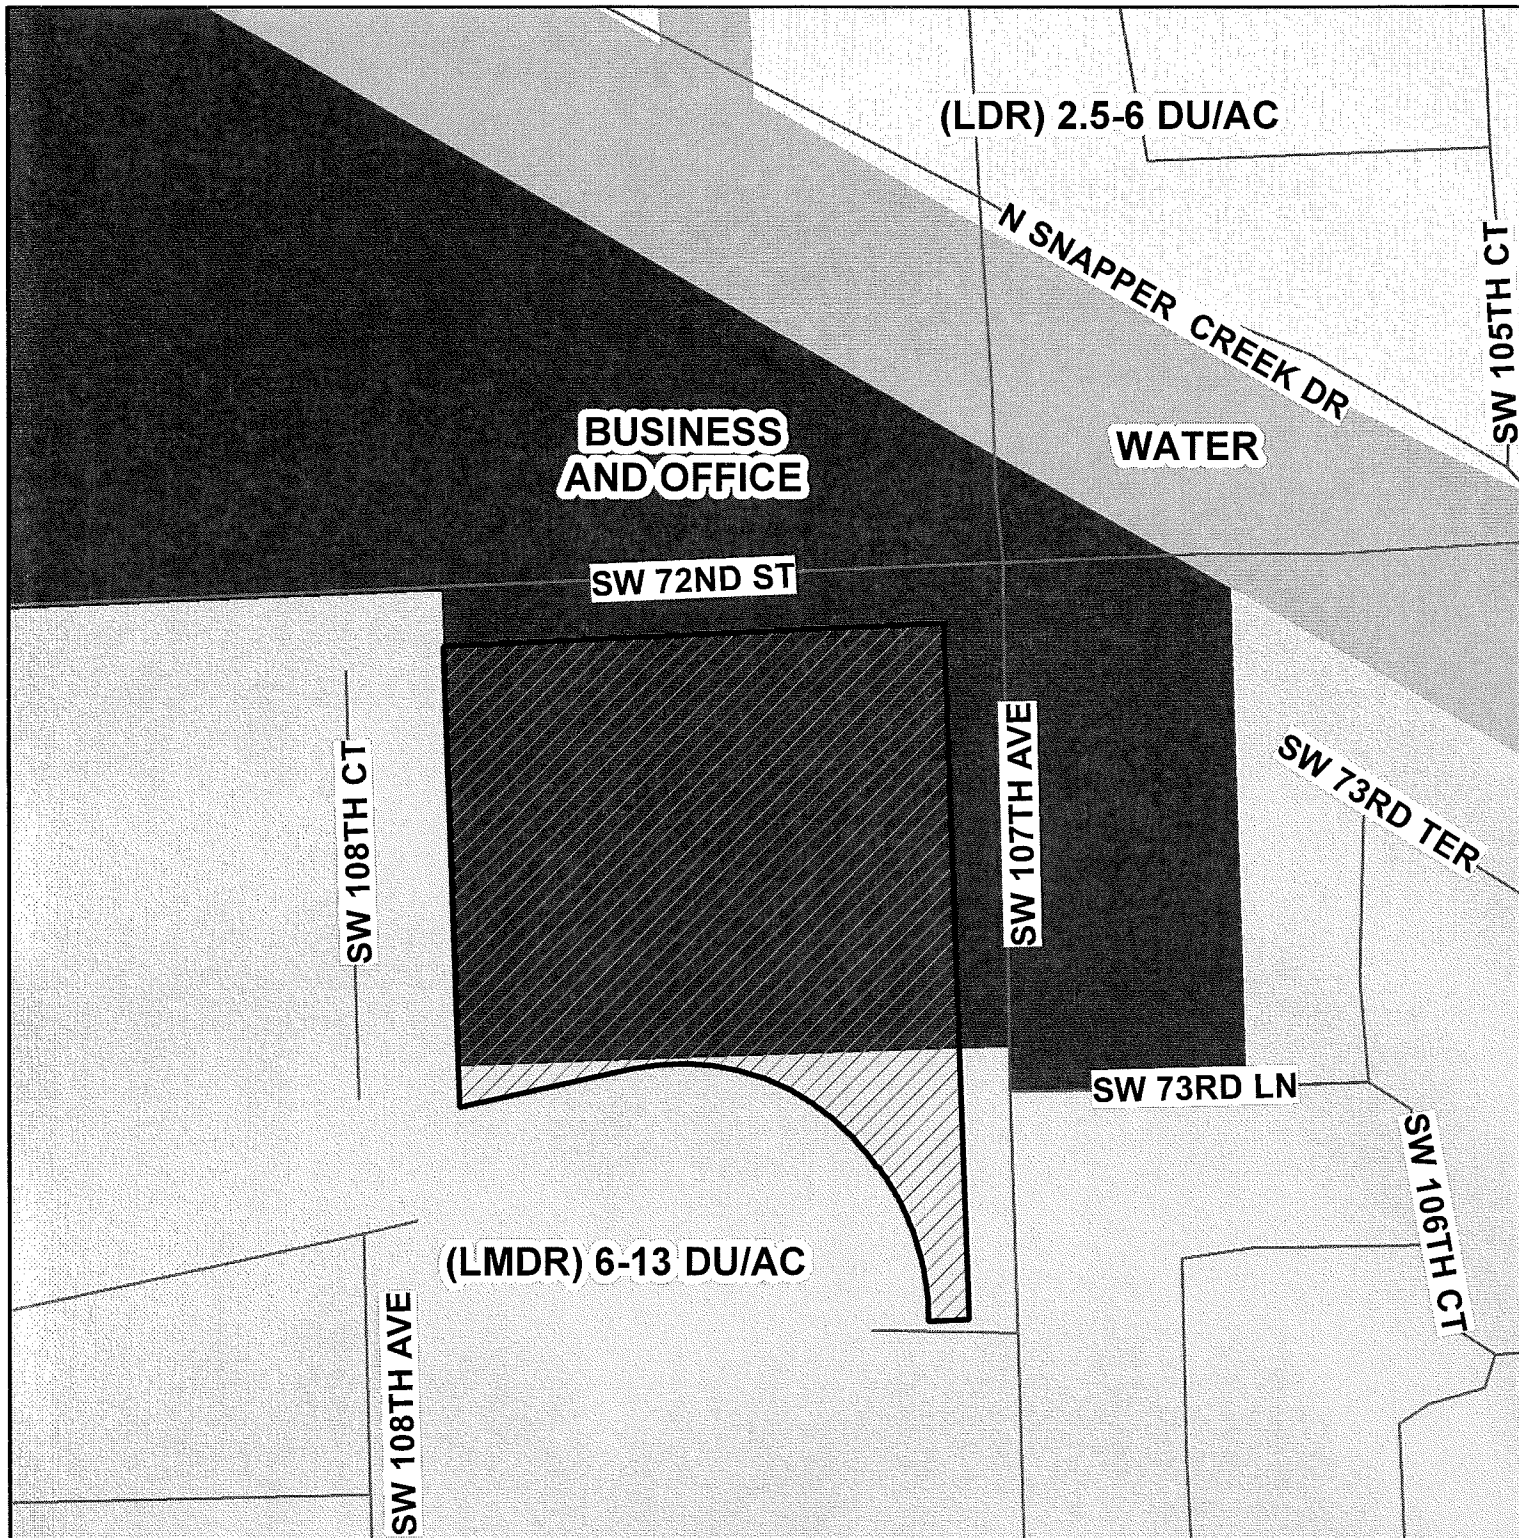 (LDR) 2.5-6 DU/AC
N SNAPPER CREEK DR
SW 105TH CT
BUSINESS
AND OFFICE
WATER
SW 72ND ST
SW 108TH CT
SW 107TH AVE
SW 73RD TER
SW 73RD LN
SW 106TH CT
(LMDR) 6-13 DU/AC
SW 108TH AVE